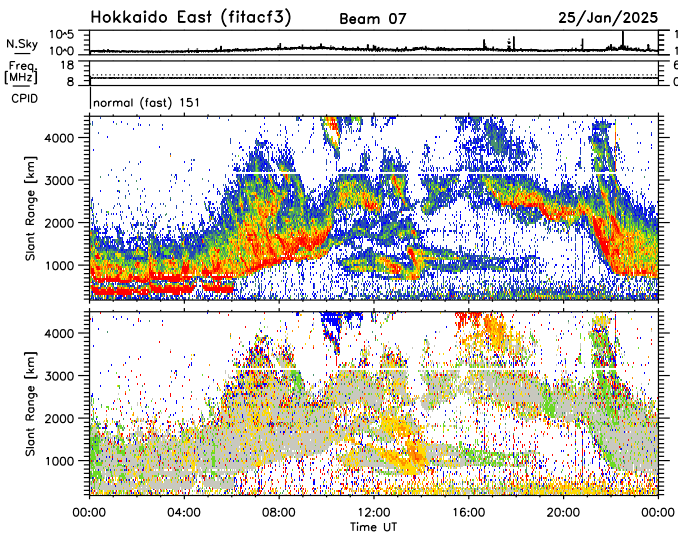 Hokkaido East (fitacf3) Beam 07 25/Jan/2025
N.Sky 10^5
10^0
Freq. 18
[MHz] 8
CPID normal (fast) 151
Slant Range [km] 4000
3000
2000
1000
Slant Range [km] 4000
3000
2000
1000
00:00 04:00 08:00 12:00 16:00 20:00 00:00
Time UT